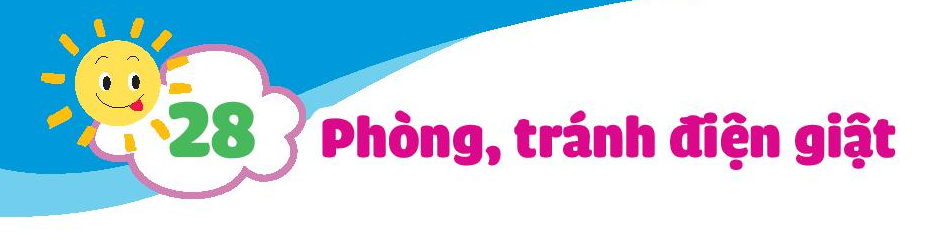 28 Phòng, tránh điện giật